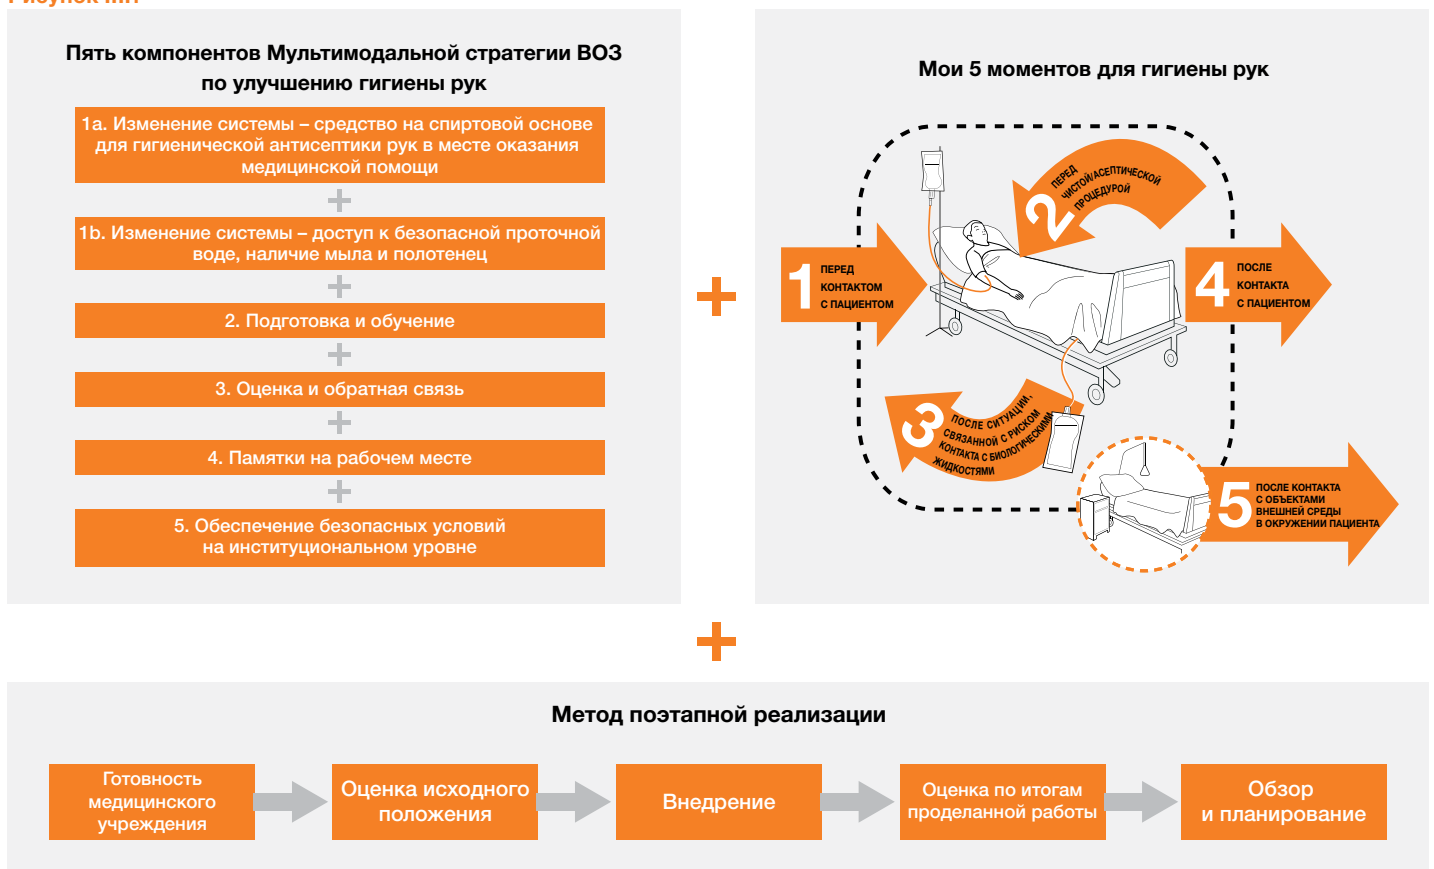 Пять компонентов Мультимодальной стратегии ВОЗ
по улучшению гигиены рук
1a. Изменение системы – средство на спиртовой основе
для гигиенической антисептики рук в месте оказания
медицинской помощи
+
1b. Изменение системы – доступ к безопасной проточной
воде, наличие мыла и полотенец
+
2. Подготовка и обучение
+
3. Оценка и обратная связь
+
4. Памятки на рабочем месте
+
5. Обеспечение безопасных условий
на институциональном уровне
+
Мои 5 моментов для гигиены рук
1
ПЕРЕД
КОНТАКТОМ
С ПАЦИЕНТОМ
2
ПЕРЕД
ЧИСТОЙ/АСЕПТИЧЕСКОЙ
ПРОЦЕДУРОЙ
3
ПОСЛЕ СИТУАЦИИ,
СВЯЗАННОЙ С РИСКОМ
КОНТАКТА С БИОЛОГИЧЕСКИМИ
ЖИДКОСТЯМИ
4
ПОСЛЕ
КОНТАКТА
С ПАЦИЕНТОМ
5
ПОСЛЕ КОНТАКТА
С ОБЪЕКТАМИ
ВНЕШНЕЙ СРЕДЫ
В ОКРУЖЕНИИ ПАЦИЕНТА
+
Метод поэтапной реализации
Готовность
медицинского
учреждения
Оценка исходного
положения
Внедрение
Оценка по итогам
проделанной работы
Обзор
и планирование